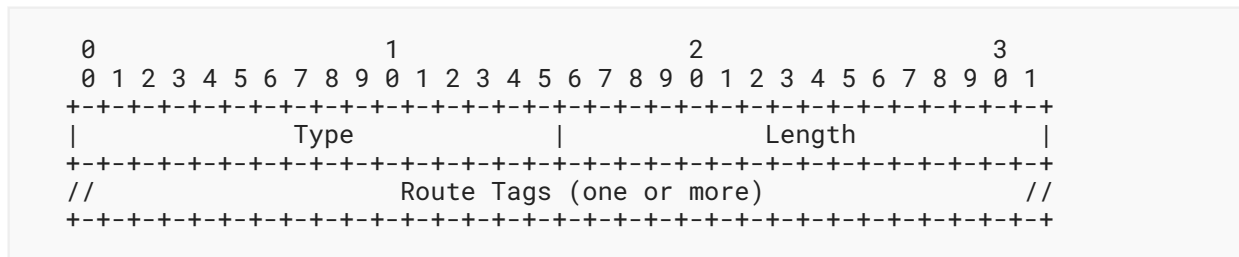 0                   1                   2                   3
 0 1 2 3 4 5 6 7 8 9 0 1 2 3 4 5 6 7 8 9 0 1 2 3 4 5 6 7 8 9 0 1
+-+-+-+-+-+-+-+-+-+-+-+-+-+-+-+-+-+-+-+-+-+-+-+-+-+-+-+-+-+-+-+-+
|              Type             |             Length            |
+-+-+-+-+-+-+-+-+-+-+-+-+-+-+-+-+-+-+-+-+-+-+-+-+-+-+-+-+-+-+-+-+
//                    Route Tags (one or more)                 //
+-+-+-+-+-+-+-+-+-+-+-+-+-+-+-+-+-+-+-+-+-+-+-+-+-+-+-+-+-+-+-+-+